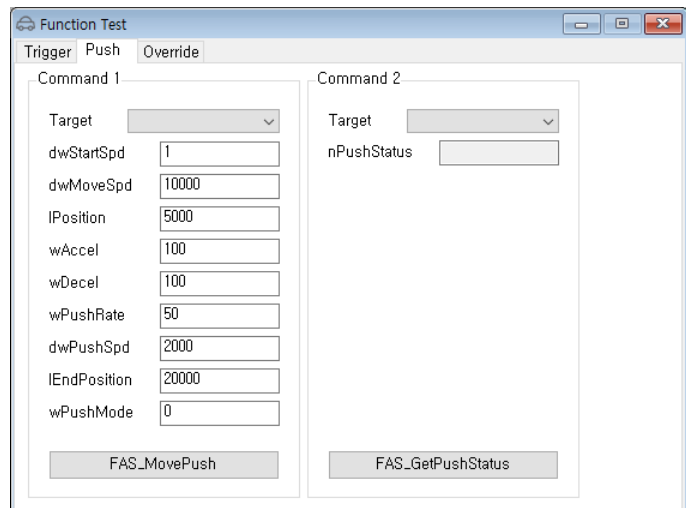 Function Test
Trigger Push Override
Command 1
Target
dwStartSpd 1
dwMoveSpd 10000
lPosition 5000
wAccel 100
wDecel 100
wPushRate 50
dwPushSpd 2000
lEndPosition 20000
wPushMode 0
FAS_MovePush
Command 2
Target
nPushStatus
FAS_GetPushStatus